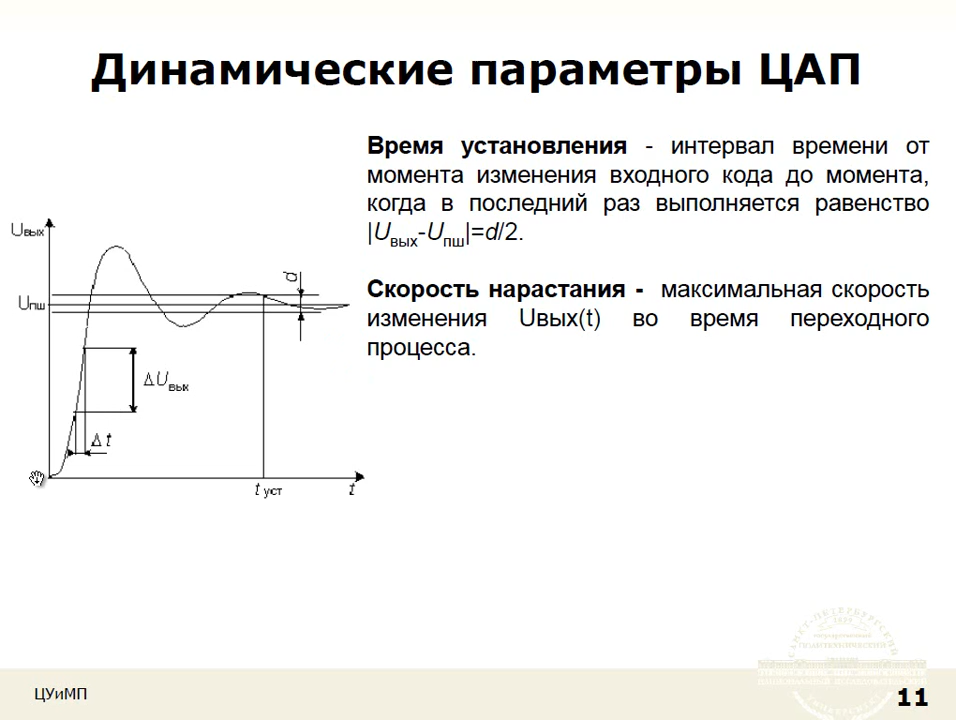 Динамические параметры ЦАП
Время установления - интервал времени от
момента изменения входного кода до момента,
когда в последний раз выполняется равенство
|Uвых-Uпш|=d/2.
Скорость нарастания - максимальная скорость
изменения Uвых(t) во время переходного
процесса.
Uвых
d
Uпш
ΔUвых
Δt
tуст
t
ЦУиМП
11